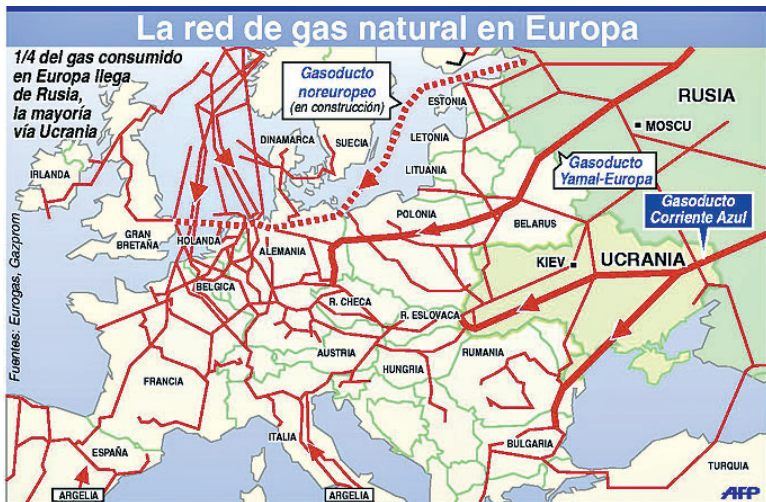 La red de gas natural en Europa
1/4 del gas consumido
en Europa llega
de Rusia,
la mayoría
vía Ucrania
Gasoducto
noreuropeo
(en construcción)
ESTONIA
RUSIA
MOSCU
LETONIA
DINAMARCA
SUECIA
LITUANIA
Gasoducto
Yamal-Europa
IRLANDA
Gasoducto
Corriente Azul
GRAN
BRETAÑA
HOLANDA
POLONIA
BELARUS
ALEMANIA
KIEV
UCRANIA
BELGICA
R. CHECA
R. ESLOVACA
AUSTRIA
HUNGRIA
RUMANIA
FRANCIA
ITALIA
ESPAÑA
BULGARIA
TURQUIA
ARGELIA
ARGELIA
AFP
Fuentes: Eurogas, Gazprom